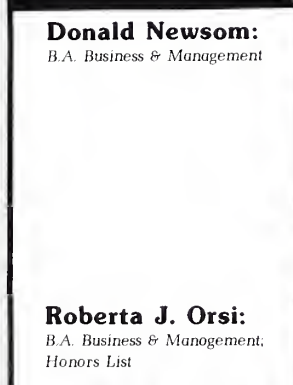 Donald Newsom:
B.A. Business & Management
Roberta J. Orsi:
B.A. Business & Management;
Honors List